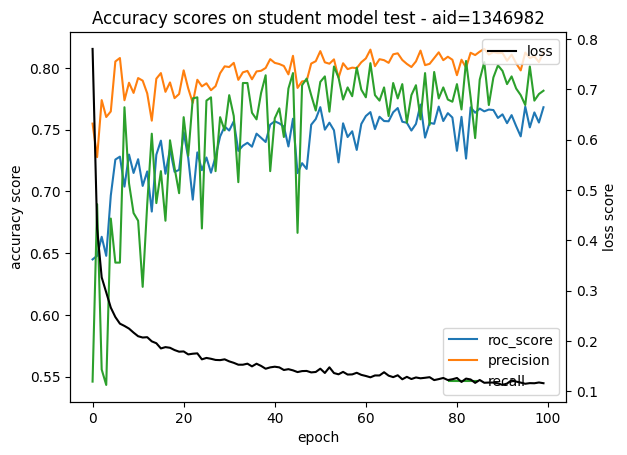 Accuracy scores on student model test - aid=1346982
accuracy score
0.80
0.75
0.70
0.65
0.60
0.55
0
20
40
60
80
100
epoch
0.8
0.7
0.6
0.5
0.4
0.3
0.2
0.1
loss score
loss
roc_score
precision
recall